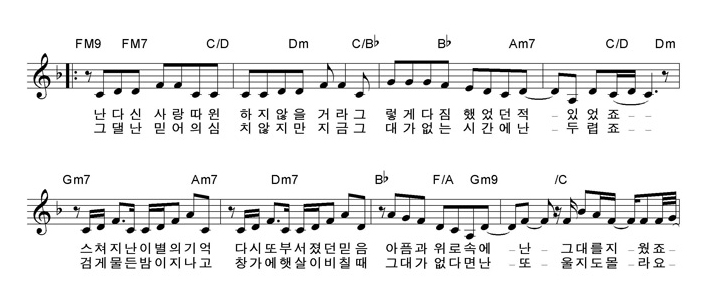 FM9 FM7 C/D Dm C/B♭ B♭ Am7 C/D Dm
난 다 신 사 랑 따 윈 하 지 않 을 거 라 그 렇 게 다 짐 했 었 던 적 있 었 죠
그 댈 난 믿 어 의 심 치 않 지 만 지 금 그 대 가 없 는 시 간 에 난 두 렵 죠
Gm7 Am7 Dm7 B♭ F/A Gm9 /C
스 쳐 지 난 이 별 의 기 억 다 시 또 부 서 졌 던 믿 음 아 픔 과 위 로 속 에 난 그 대 를 지 웠 죠
검 게 물 든 밤 이 지 나 고 창 가 에 햇 살 이 비 칠 때 그 대 가 없 다 면 난 또 울 지 도 몰 라 요